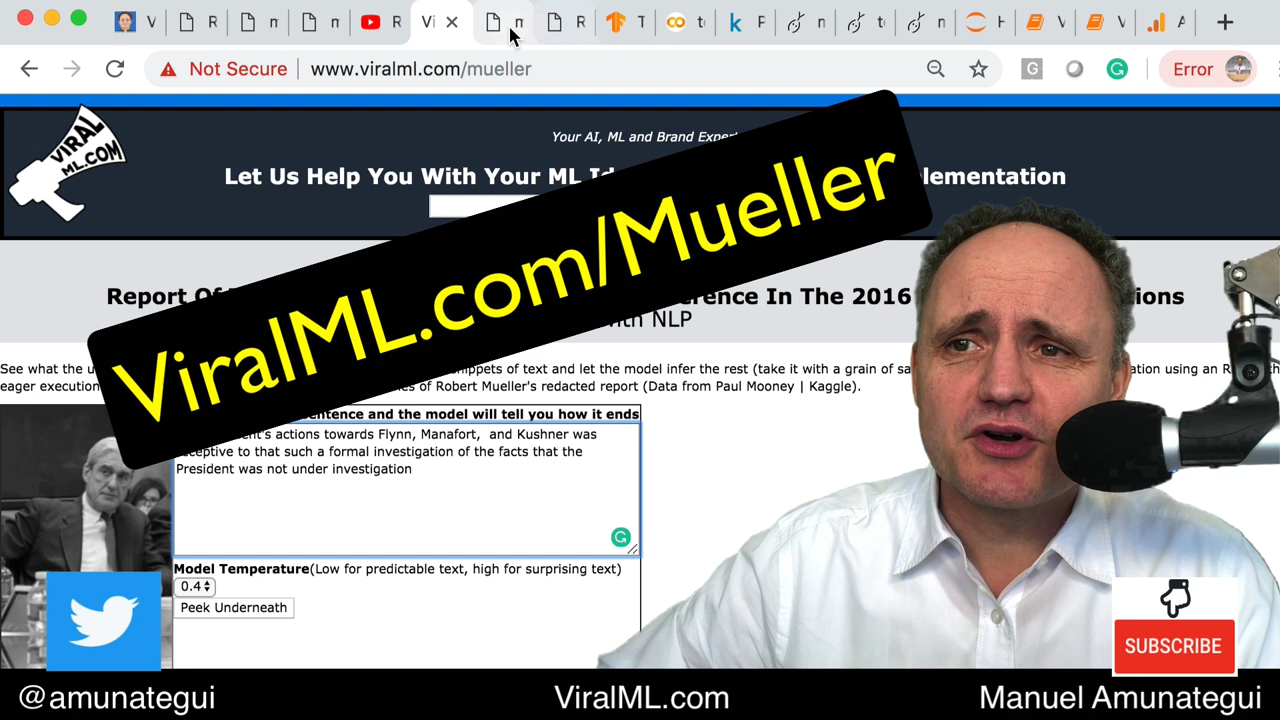 V
R
m
m
R
Vi
m
R
T
to
P
n
to
n
H
V
V
A
Not Secure
www.viralml.com/mueller
Error
VIRAL
ML.COM
Your AI, ML and Brand
Let Us Help You With Your ML
lementation
ViralML.com/Mueller
Report Of
erence In The 2016
ions
with NLP
See what the u
snippets of text and let the model infer the rest (take it with a grain of sa
ation using an R
th
eager execution
es of Robert Mueller's redacted report (Data from Paul Mooney | Kaggle).
entence and the model will tell you how it ends
ent's actions towards Flynn, Manafort, and Kushner was
ceptive to that such a formal investigation of the facts that the
President was not under investigation
Model Temperature(Low for predictable text, high for surprising text)
0.4
Peek Underneath
SUBSCRIBE
@amunategui
ViralML.com
Manuel Amunategui